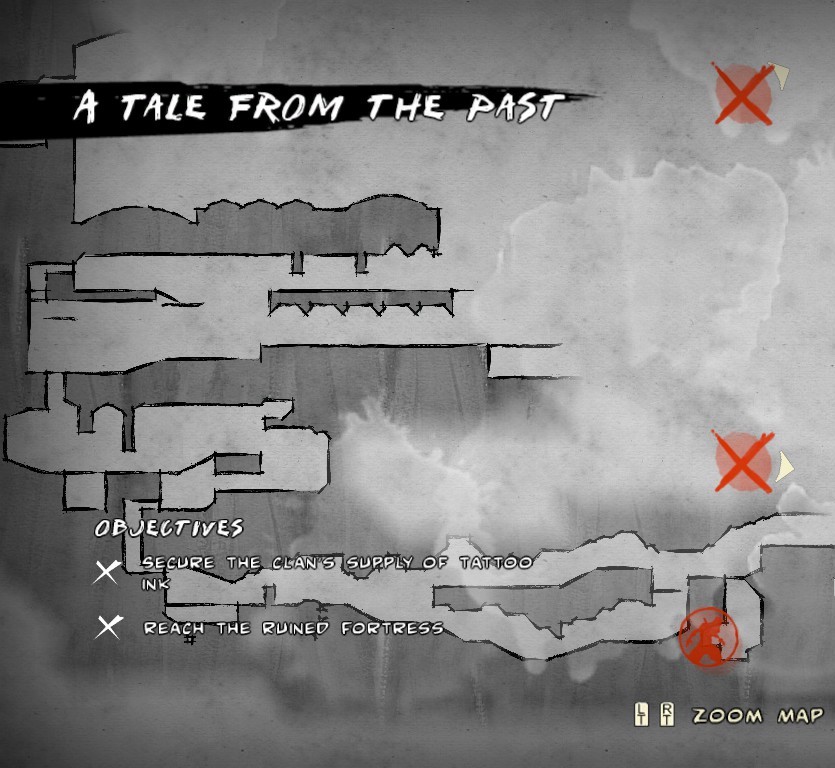 A TALE FROM THE PAST
OBJECTIVES
SECURE THE CLAN'S SUPPLY OF TATTOO
INK
REACH THE RUINED FORTRESS
LT RT ZOOM MAP